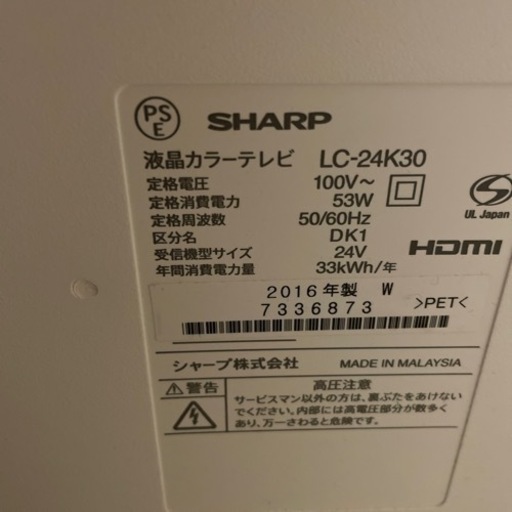 PS
E
SHARP
液晶カラーテレビ LC-24K30
定格電圧 100V～
定格消費電力 53W
定格周波数 50/60Hz
区分名 DK1
受信機型サイズ 24V
年間消費電力量 33kWh/年
S
UL Japan
HDMI
2016年製 W
7336873
>PET<
シャープ株式会社 MADE IN MALAYSIA
警告 高圧注意
サービスマン以外の方は、裏ぶたをあけない
でください。内部には高電圧部分が数多く
あり、万一さわると危険です。